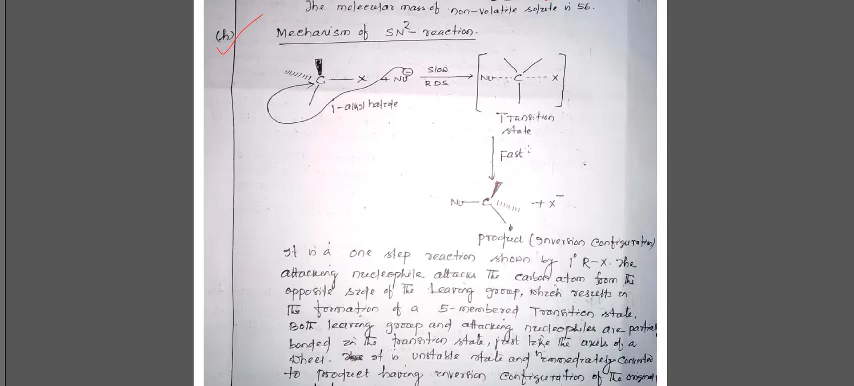 The molecular mass of non-volatile solute is 56.
(h) Mechanism of SN²- reaction.
C — X + Nu⊖ slow RDS [Nu----C----X]
1-alkyl halide
Transition
state
Fast
Nu—C + X⁻
product (Inversion Configuration)
It is a one step reaction shown by 1° R-X. The
attacking nucleophile attacks the carbon atom from the
opposite side of the leaving group, which results in
the formation of a 5-membered Transition state.
Both leaving group and attacking nucleophiles are partial
bonded in the transition state, just like the axels of a
wheel. It is unstable state and immediately
to product having inversion configuration of the original